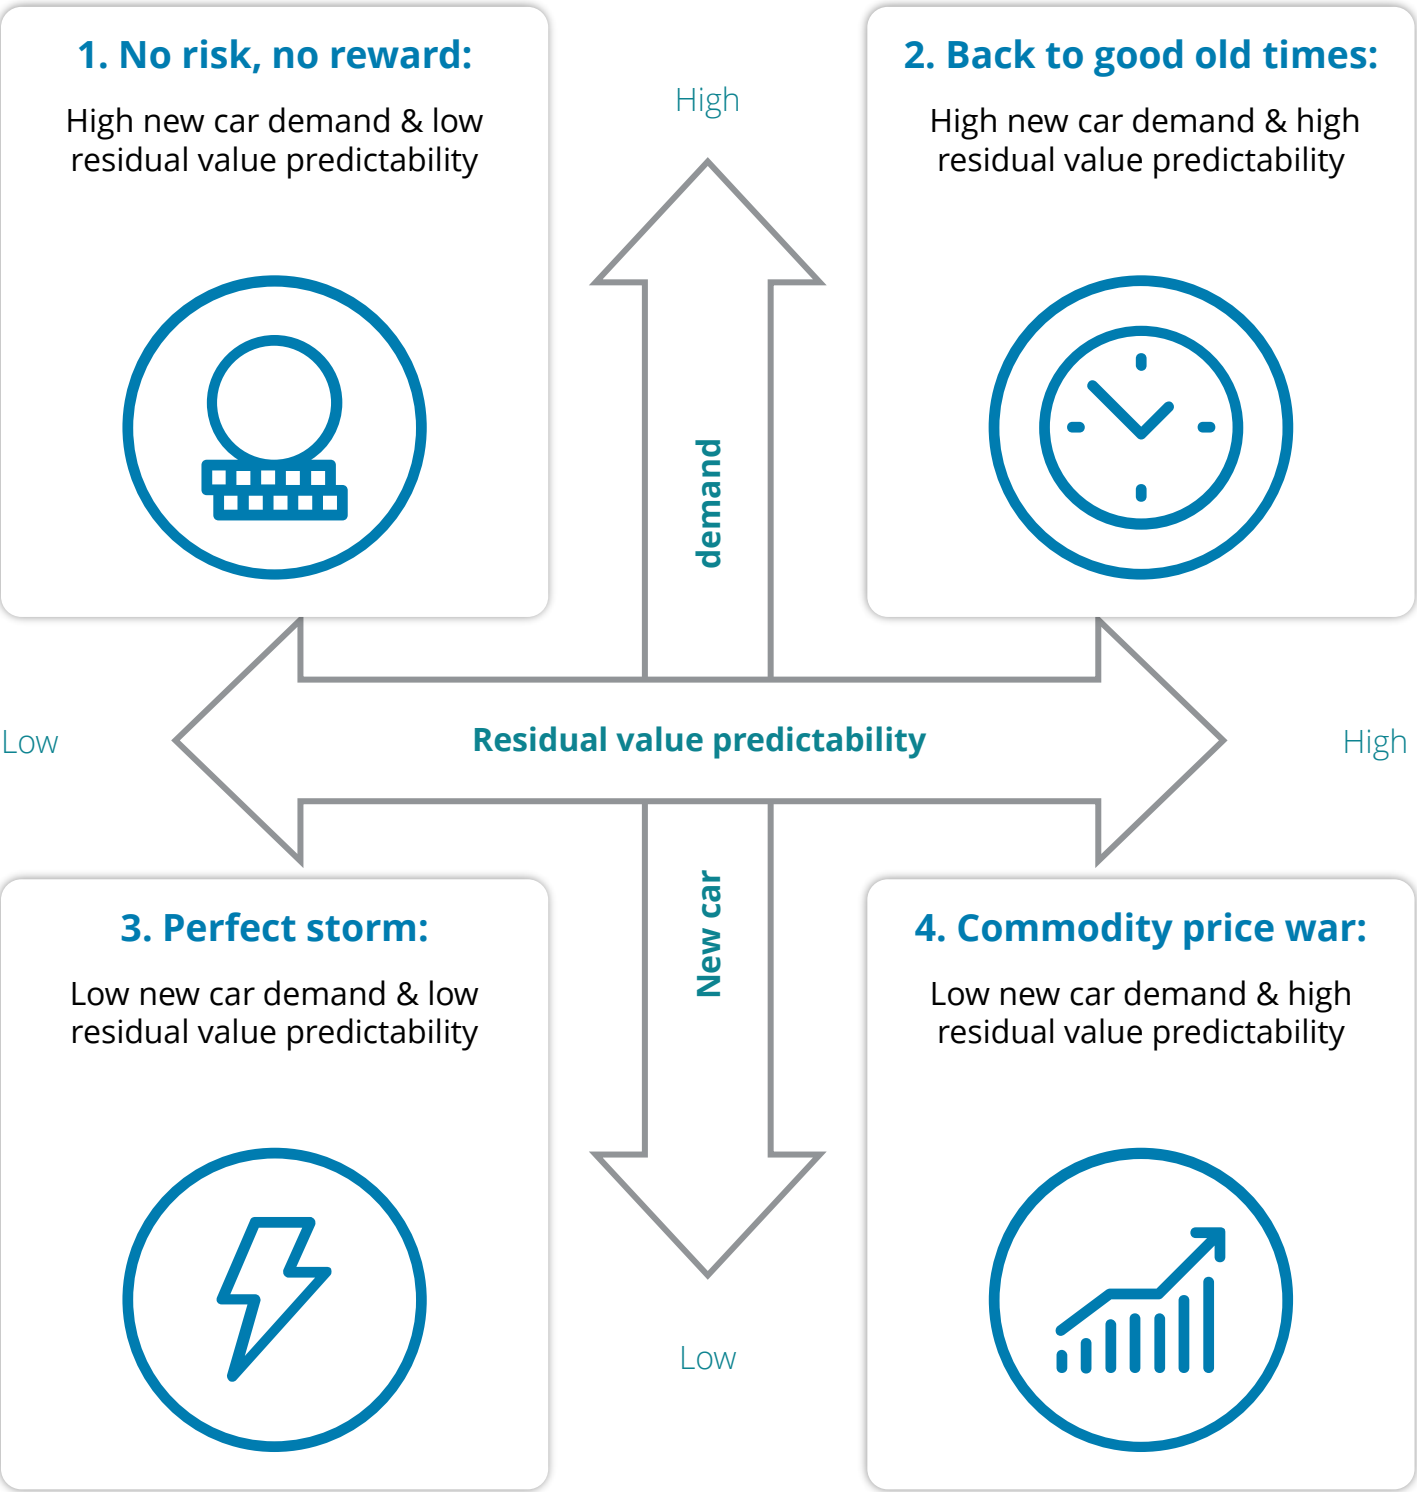 1. No risk, no reward:
High new car demand & low
residual value predictability
High
2. Back to good old times:
High new car demand & high
residual value predictability
demand
Low
Residual value predictability
High
New car
3. Perfect storm:
Low new car demand & low
residual value predictability
4. Commodity price war:
Low new car demand & high
residual value predictability
Low